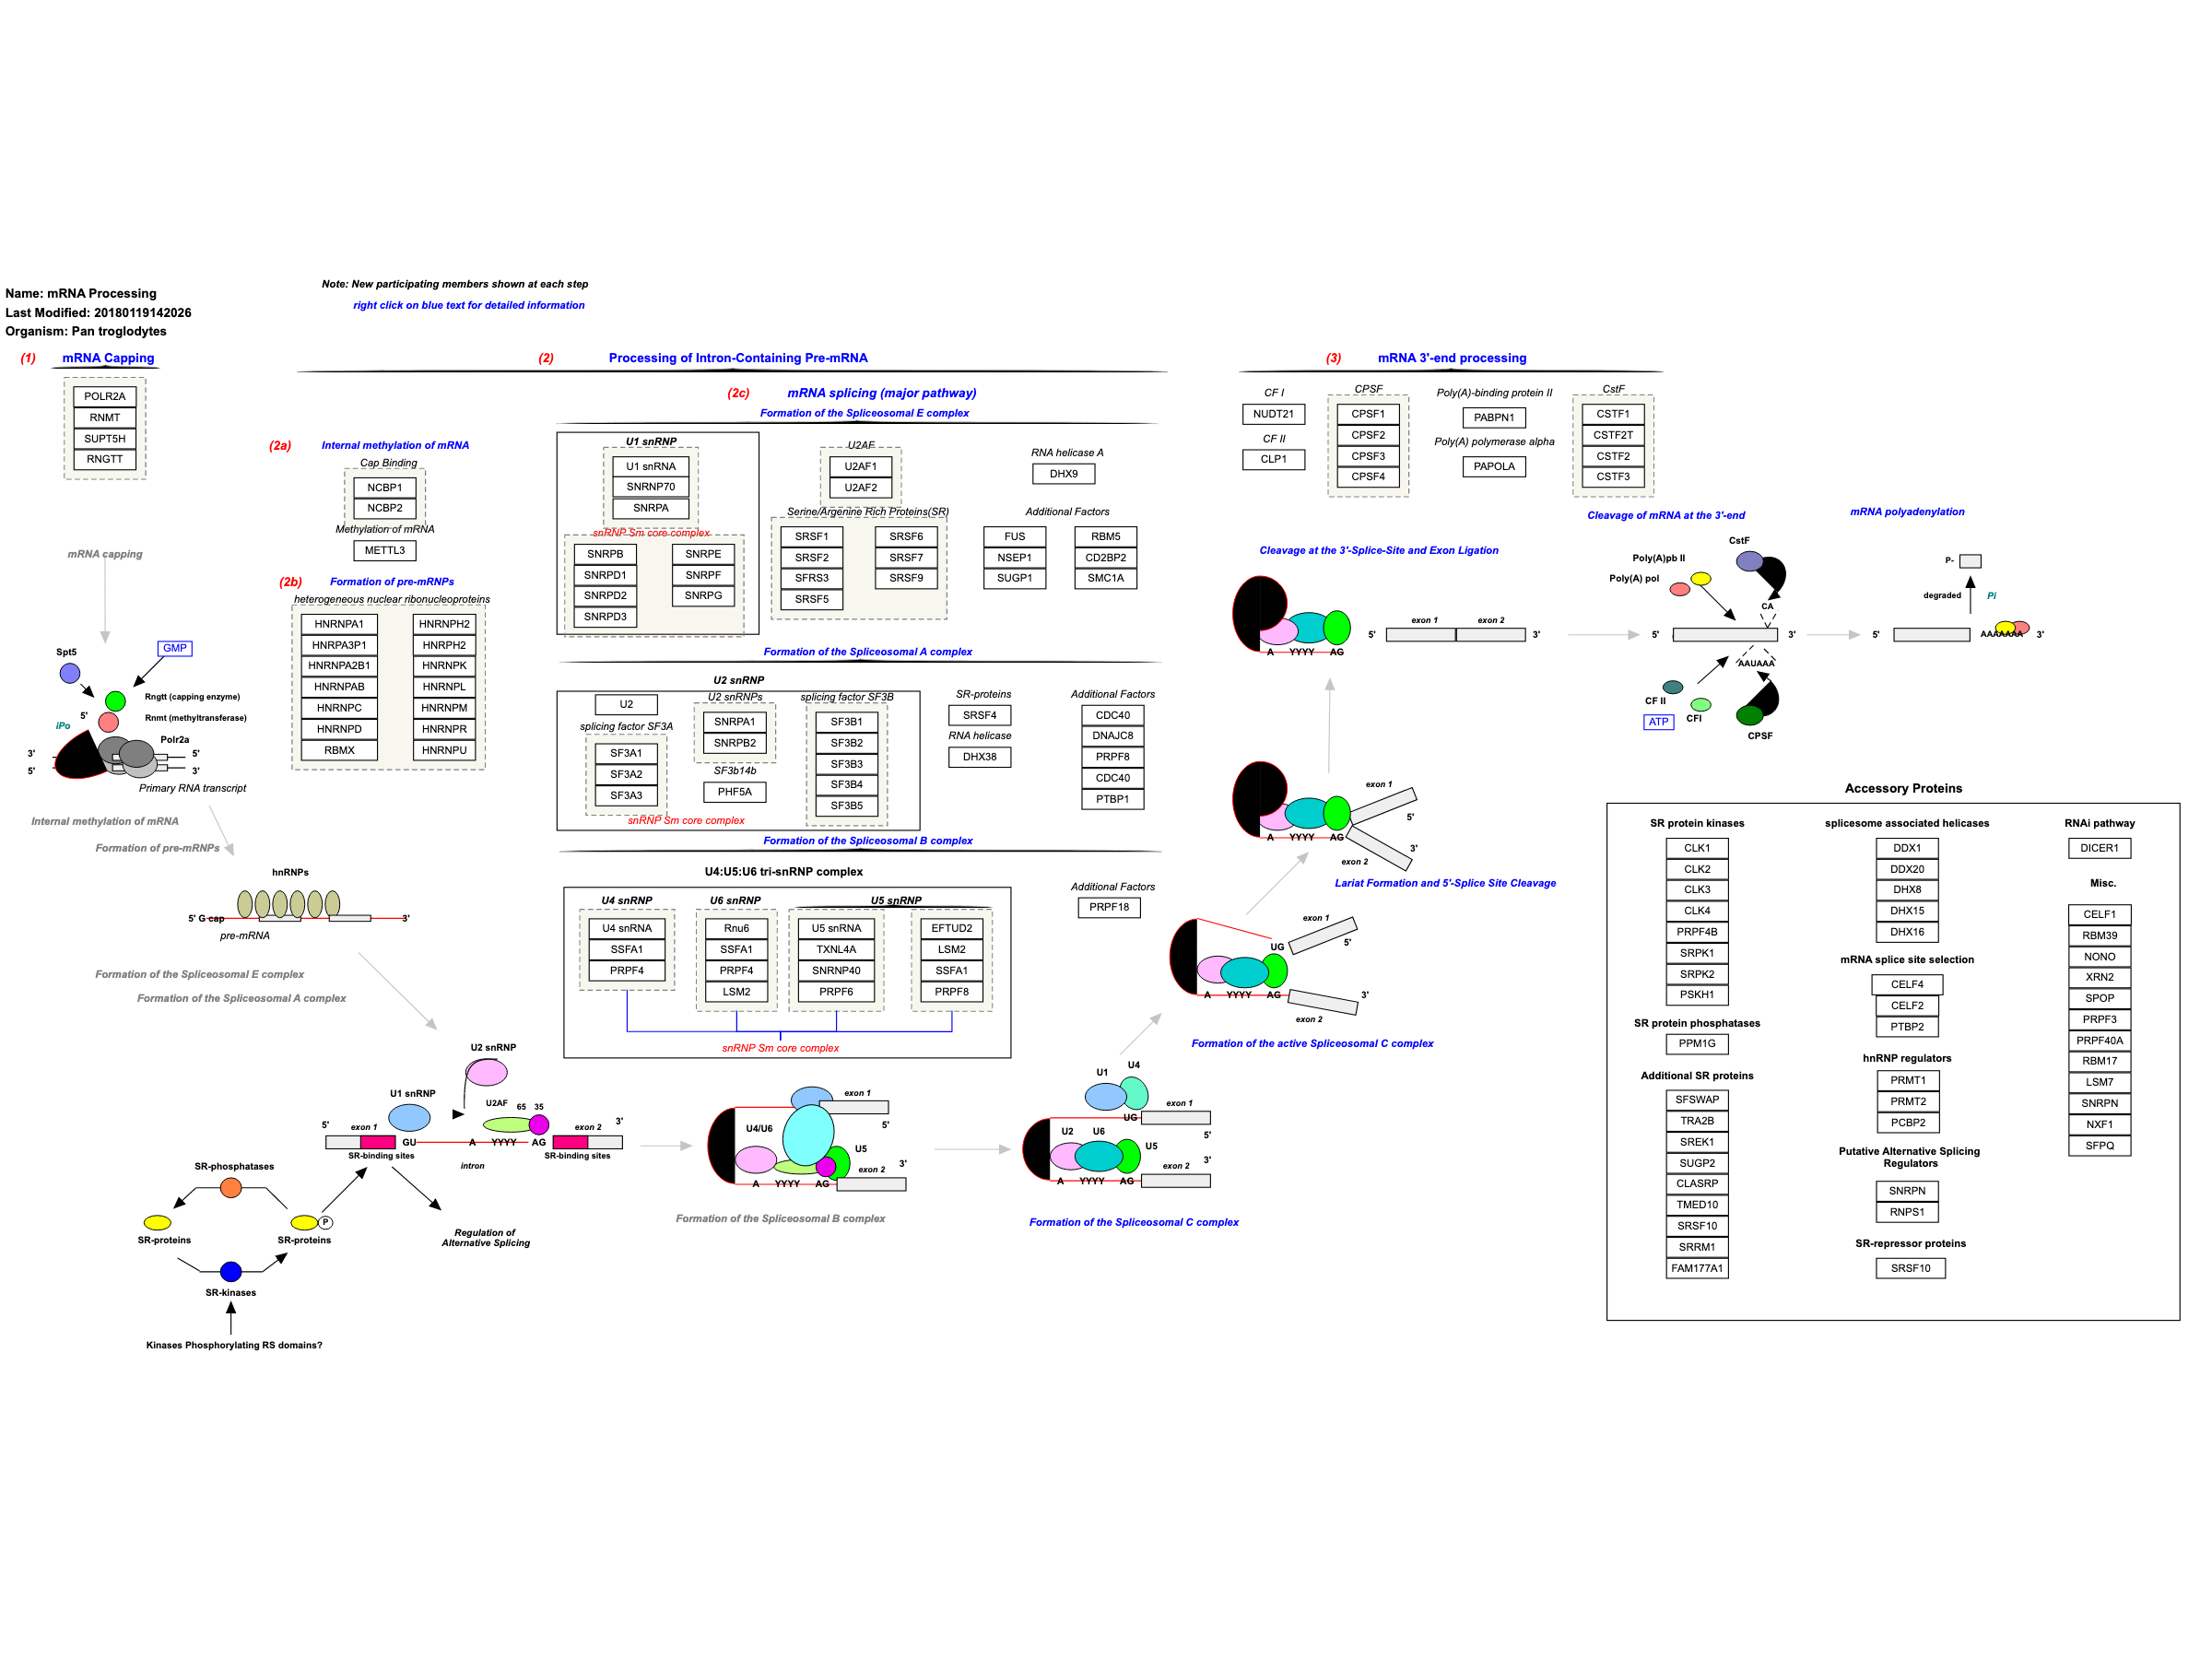 Name: mRNA Processing
Last Modified: 20180119142026
Organism: Pan troglodytes
Note: New participating members shown at each step
right click on blue text for detailed information
(1) mRNA Capping
POLR2A
RNMT
SUPT5H
RNGTT
mRNA capping
Spt5
GMP
Rngtt (capping enzyme)
5'
Rnmt (methyltransferase)
iPo
Polr2a
3'
5'
5'
3'
Primary RNA transcript
Internal methylation of mRNA
Formation of pre-mRNPs
hnRNPs
5' G cap
3'
pre-mRNA
Formation of the Spliceosomal E complex
Formation of the Spliceosomal A complex
(2) Processing of Intron-Containing Pre-mRNA
(2a) Internal methylation of mRNA
Cap Binding
NCBP1
NCBP2
Methylation of mRNA
METTL3
(2b) Formation of pre-mRNPs
heterogeneous nuclear ribonucleoproteins
HNRNPA1
HNRPA3P1
HNRNPA2B1
HNRNPAB
HNRNPC
HNRNPD
RBMX
HNRNPH2
HNRPH2
HNRNPK
HNRNPL
HNRNPM
HNRNPR
HNRNPU
(2c) mRNA splicing (major pathway)
Formation of the Spliceosomal E complex
U1 snRNP
U1 snRNA
SNRNP70
SNRPA
snRNP Sm core complex
SNRPB
SNRPD1
SNRPD2
SNRPD3
SNRPE
SNRPF
SNRPG
U2AF
U2AF1
U2AF2
Serine/Argenine Rich Proteins(SR)
SRSF1
SRSF2
SFRS3
SRSF5
SRSF6
SRSF7
SRSF9
RNA helicase A
DHX9
Additional Factors
FUS
NSEP1
SUGP1
RBM5
CD2BP2
SMC1A
Formation of the Spliceosomal A complex
U2 snRNP
U2
splicing factor SF3A
SF3A1
SF3A2
SF3A3
U2 snRNPs
SNRPA1
SNRPB2
SF3b14b
PHF5A
splicing factor SF3B
SF3B1
SF3B2
SF3B3
SF3B4
SF3B5
snRNP Sm core complex
SR-proteins
SRSF4
RNA helicase
DHX38
Additional Factors
CDC40
DNAJC8
PRPF8
CDC40
PTBP1
Formation of the Spliceosomal B complex
U4:U5:U6 tri-snRNP complex
U4 snRNP
U4 snRNA
SSFA1
PRPF4
U6 snRNP
Rnu6
SSFA1
PRPF4
LSM2
U5 snRNP
U5 snRNA
TXNL4A
SNRNP40
PRPF6
EFTUD2
LSM2
SSFA1
PRPF8
snRNP Sm core complex
Additional Factors
PRPF18
U2 snRNP
U1 snRNP
U2AF 65 35
5' exon 1 GU A YYYY AG exon 2 3'
SR-binding sites
intron
SR-binding sites
SR-phosphatases
SR-proteins
SR-proteins
P
SR-kinases
Kinases Phosphorylating RS domains?
Regulation of
Alternative Splicing
exon 1
5'
U4/U6
U5
exon 2
3'
A YYYY AG
Formation of the Spliceosomal B complex
U1 U4
exon 1
UG
5'
U2 U6 U5
3'
exon 2
A YYYY AG
Formation of the Spliceosomal C complex
exon 1
5'
UG
A YYYY AG
3'
exon 2
Formation of the active Spliceosomal C complex
exon 1
5'
A YYYY AG
3'
exon 2
Lariat Formation and 5'-Splice Site Cleavage
Cleavage at the 3'-Splice-Site and Exon Ligation
A YYYY AG
5' exon 1 exon 2 3'
(3) mRNA 3'-end processing
CF I
NUDT21
CF II
CLP1
CPSF
CPSF1
CPSF2
CPSF3
CPSF4
Poly(A)-binding protein II
PABPN1
Poly(A) polymerase alpha
PAPOLA
CstF
CSTF1
CSTF2T
CSTF2
CSTF3
Cleavage of mRNA at the 3'-end
CstF
Poly(A)pb II
Poly(A) pol
CA
5' 3'
AAUAAA
CF II
ATP
CFI
CPSF
mRNA polyadenylation
P-
degraded
Pi
5' AAAAAAA 3'
Accessory Proteins
SR protein kinases
CLK1
CLK2
CLK3
CLK4
PRPF4B
SRPK1
SRPK2
PSKH1
SR protein phosphatases
PPM1G
Additional SR proteins
SFSWAP
TRA2B
SREK1
SUGP2
CLASRP
TMED10
SRSF10
SRRM1
FAM177A1
splicesome associated helicases
DDX1
DDX20
DHX8
DHX15
DHX16
mRNA splice site selection
CELF4
CELF2
PTBP2
hnRNP regulators
PRMT1
PRMT2
PCBP2
Putative Alternative Splicing
Regulators
SNRPN
RNPS1
SR-repressor proteins
SRSF10
RNAi pathway
DICER1
Misc.
CELF1
RBM39
NONO
XRN2
SPOP
PRPF3
PRPF40A
RBM17
LSM7
SNRPN
NXF1
SFPQ